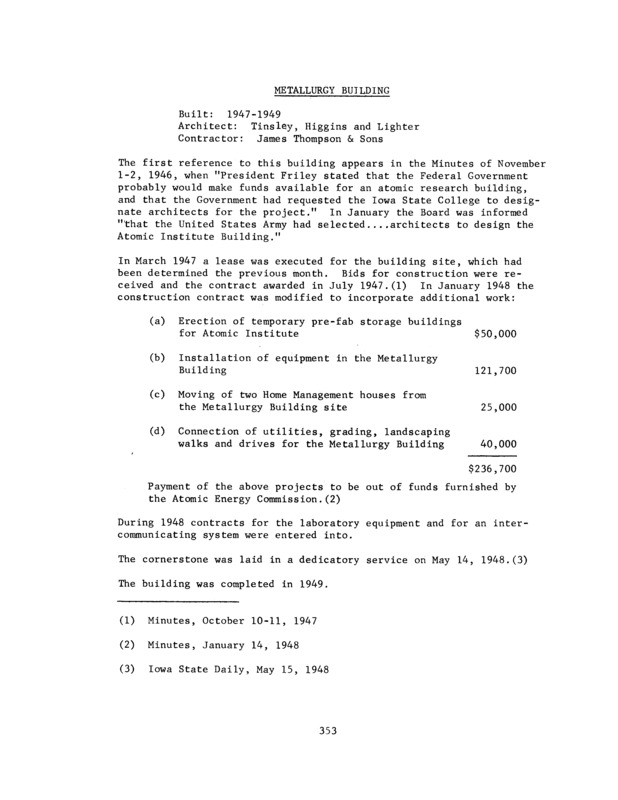 METALLURGY BUILDING
Built: 1947-1949
Architect: Tinsley, Higgins and Lighter
Contractor: James Thompson & Sons
The first reference to this building appears in the Minutes of November
1-2, 1946, when "President Friley stated that the Federal Government
probably would make funds available for an atomic research building,
and that the Government had requested the Iowa State College to desig-
nate architects for the project." In January the Board was informed
"that the United States Army had selected....architects to design the
Atomic Institute Building."
In March 1947 a lease was executed for the building site, which had
been determined the previous month. Bids for construction were re-
ceived and the contract awarded in July 1947.(1) In January 1948 the
construction contract was modified to incorporate additional work:
(a) Erection of temporary pre-fab storage buildings
for Atomic Institute $50,000
(b) Installation of equipment in the Metallurgy
Building 121,700
(c) Moving of two Home Management houses from
the Metallurgy Building site 25,000
(d) Connection of utilities, grading, landscaping
walks and drives for the Metallurgy Building 40,000
$236,700
Payment of the above projects to be out of funds furnished by
the Atomic Energy Commission.(2)
During 1948 contracts for the laboratory equipment and for an inter-
communicating system were entered into.
The cornerstone was laid in a dedicatory service on May 14, 1948.(3)
The building was completed in 1949.
(1) Minutes, October 10-11, 1947
(2) Minutes, January 14, 1948
(3) Iowa State Daily, May 15, 1948
353